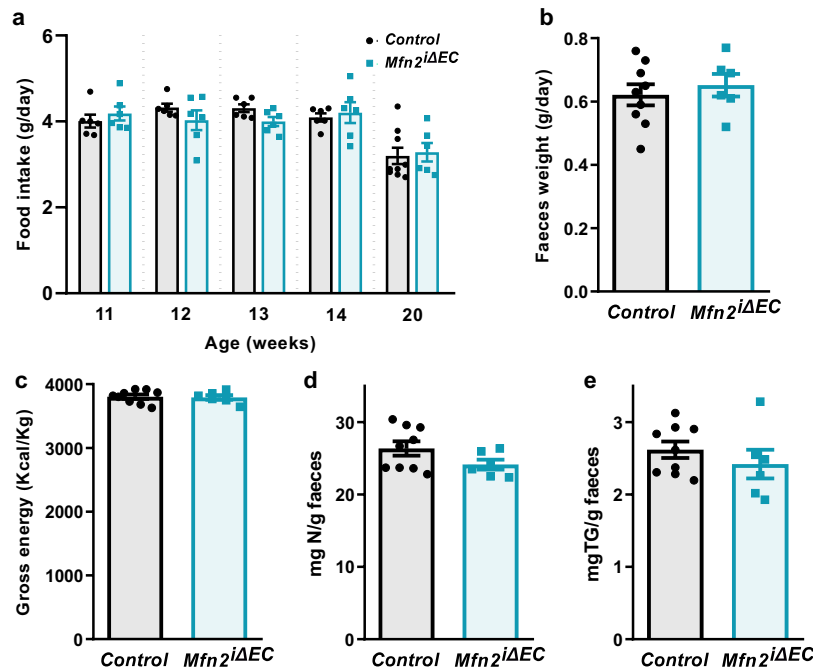 a
Food intake (g/day)
6
4
2
0
Control
Mfn2iΔEC
11 12 13 14 20
Age (weeks)
b
Faeces weight (g/day)
0.8
0.6
0.4
0.2
0.0
Control Mfn2iΔEC
c
Gross energy (Kcal/Kg)
4000
3000
2000
1000
0
Control Mfn2iΔEC
d
mg N/g faeces
30
20
10
0
Control Mfn2iΔEC
e
mgTG/g faeces
3
2
1
0
Control Mfn2iΔEC